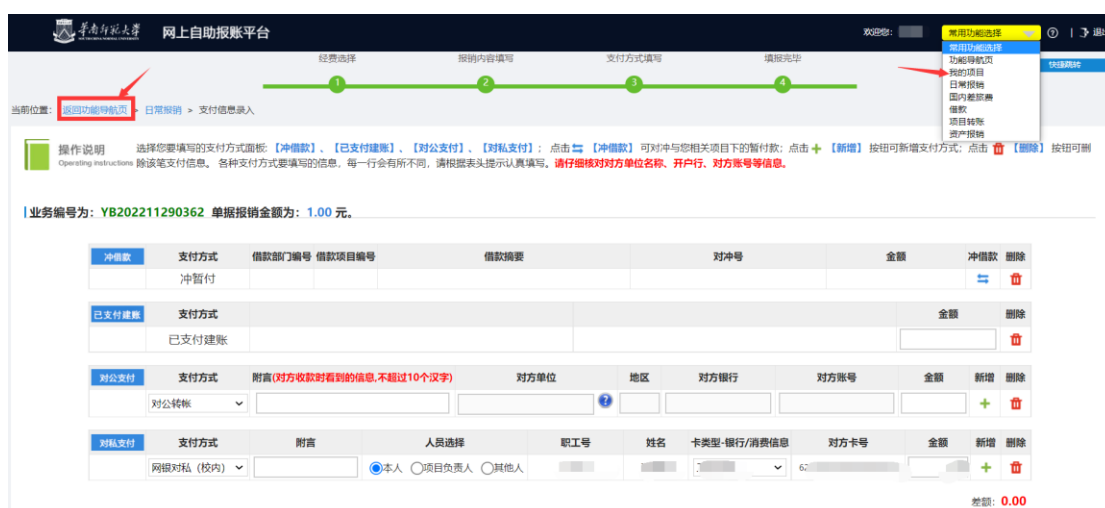 华南师范大学 网上自助报账平台 欢迎您： 常用功能选择
常用功能选择
功能导航页
我的项目
日常报销
国内差旅费
借款
项目转账
资产报销
快捷跳转
经费选择 报销内容填写 支付方式填写 填报完毕
1 2 3 4
当前位置： 返回功能导航页 > 日常报销 > 支付信息录入
操作说明 选择您要填写的支付方式面板:【冲借款】、【已支付建账】、【对公支付】、【对私支付】； 点击 【冲借款】 可对冲与您相关项目下的暂付款；点击 【新增】 按钮可新增支付方式；点击 【删除】 按钮可删
Operating instructions 除该笔支付信息。 各种支付方式要填写的信息，每一行会有所不同，请根据表头提示认真填写。请仔细核对对方单位名称、开户行、对方账号等信息。
业务编号为： YB202211290362 单据报销金额为：1.00 元。
冲借款 支付方式 借款部门编号 借款项目编号 借款摘要 对冲号 金额 冲借款 删除
冲暂付
已支付建账 支付方式 金额 删除
已支付建账
对公支付 支付方式 附言(对方收款时看到的信息,不超过10个汉字) 对方单位 地区 对方银行 对方账号 金额 新增 删除
对公转帐
对私支付 支付方式 附言 人员选择 职工号 姓名 卡类型-银行/消费信息 对方卡号 金额 新增 删除
网银对私（校内） 本人 项目负责人 其他人 62
差额: 0.00